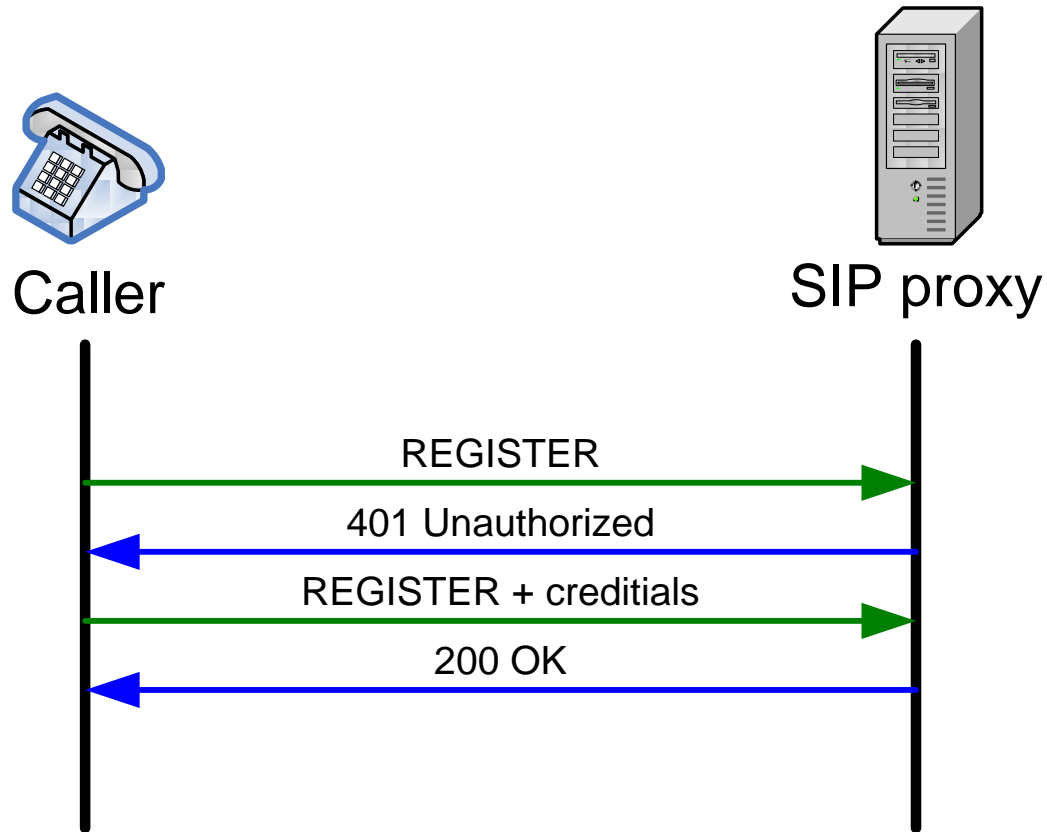 Caller
SIP proxy
REGISTER
401 Unauthorized
REGISTER + creditials
200 OK